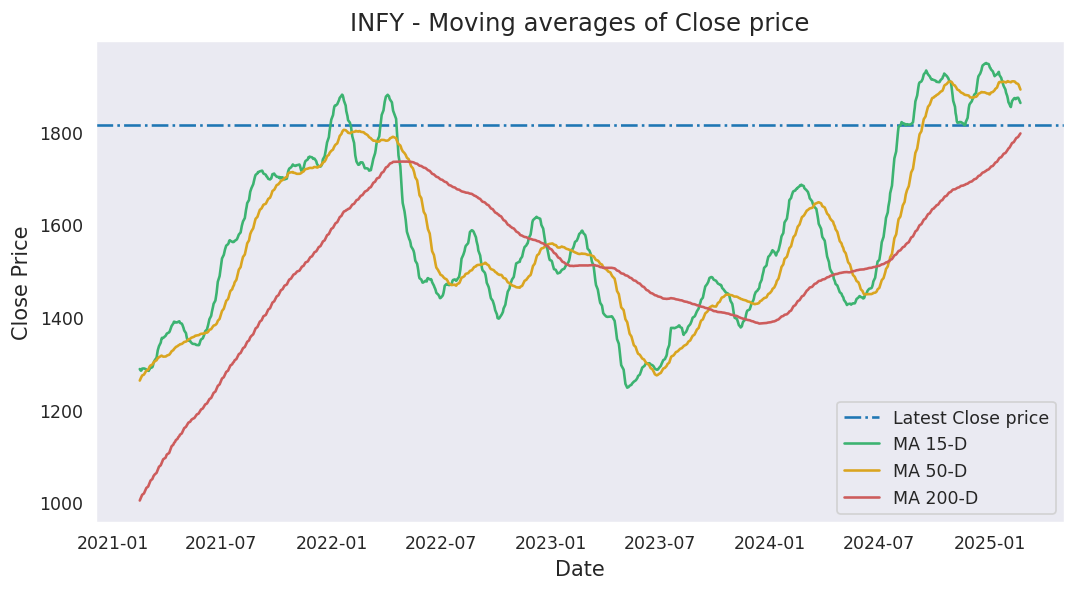 INFY - Moving averages of Close price
Close Price
1800
1600
1400
1200
1000
Latest Close price
MA 15-D
MA 50-D
MA 200-D
2021-01 2021-07 2022-01 2022-07 2023-01 2023-07 2024-01 2024-07 2025-01
Date